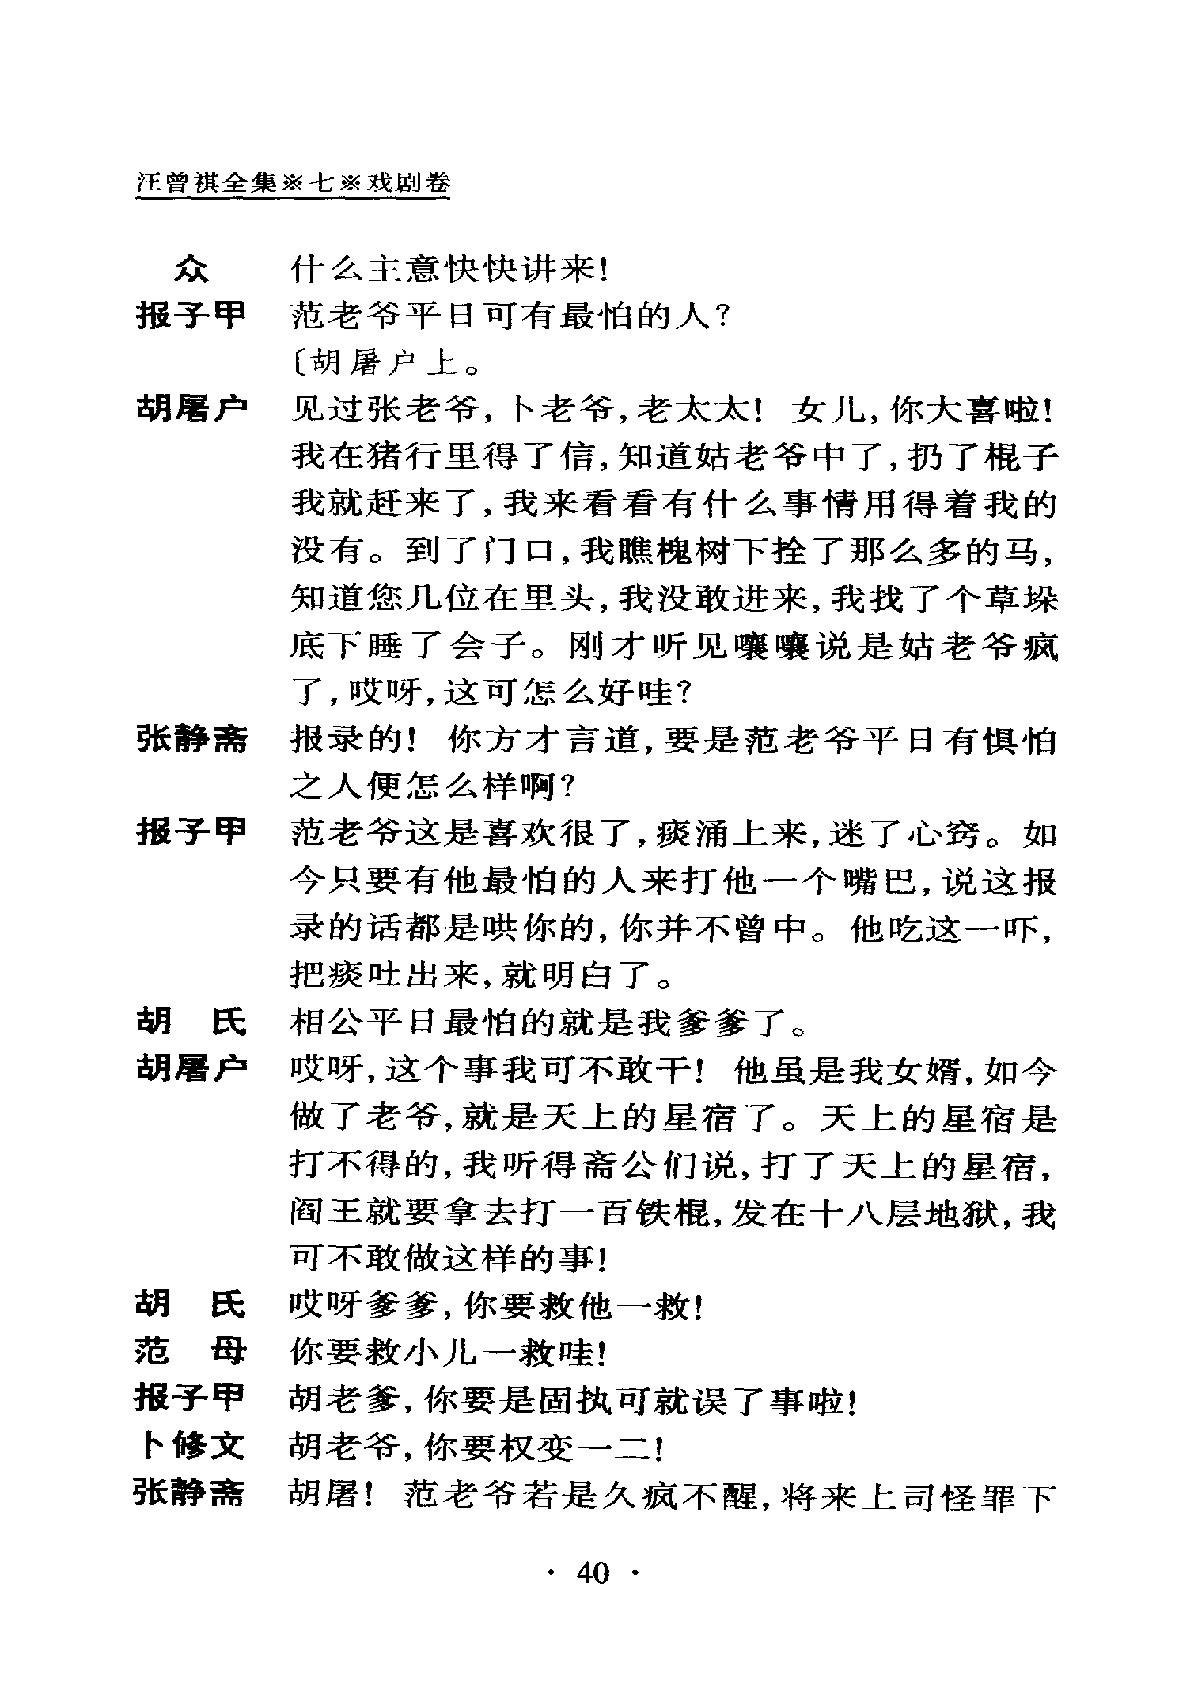 汪曾祺全集※七※戏剧卷
众 什么主意快快讲来!
报子甲 范老爷平日可有最怕的人?
〔胡屠户上。
胡屠户 见过张老爷,卜老爷,老太太! 女儿,你大喜啦!
我在猪行里得了信,知道姑老爷中了,扔了棍子
我就赶来了,我来看看有什么事情用得着我的
没有。到了门口,我瞧槐树下拴了那么多的马,
知道您几位在里头,我没敢进来,我找了个草垛
底下睡了会子。刚才听见嚷嚷说是姑老爷疯
了,哎呀,这可怎么好哇?
张静斋 报录的! 你方才言道,要是范老爷平日有惧怕
之人便怎么样啊?
报子甲 范老爷这是喜欢很了,痰涌上来,迷了心窍。如
今只要有他最怕的人来打他一个嘴巴,说这报
录的话都是哄你的,你并不曾中。他吃这一吓,
把痰吐出来,就明白了。
胡 氏 相公平日最怕的就是我爹爹了。
胡屠户 哎呀,这个事我可不敢干! 他虽是我女婿,如今
做了老爷,就是天上的星宿了。天上的星宿是
打不得的,我听得斋公们说,打了天上的星宿,
阎王就要拿去打一百铁棍,发在十八层地狱,我
可不敢做这样的事!
胡 氏 哎呀爹爹,你要救他一救!
范 母 你要救小儿一救哇!
报子甲 胡老爹,你要是固执可就误了事啦!
卜修文 胡老爷,你要权变一二!
张静斋 胡屠! 范老爷若是久疯不醒,将来上司怪罪下
· 40 ·